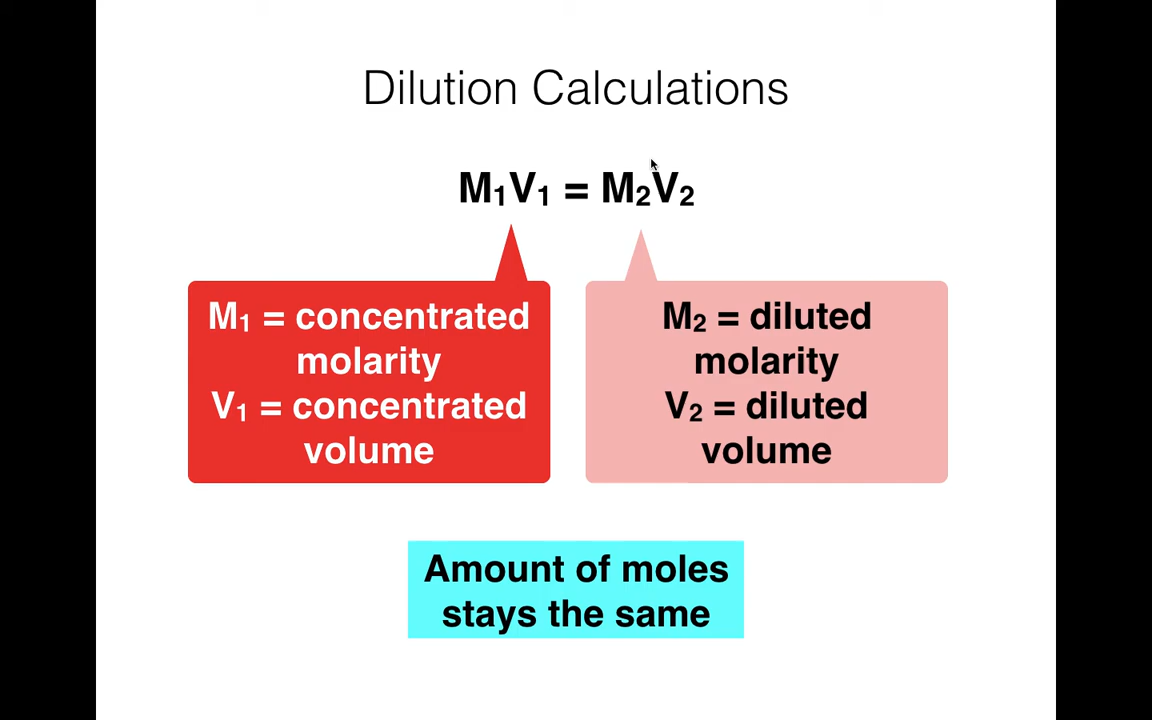 Dilution Calculations
M₁V₁ = M₂V₂
M₁ = concentrated
molarity
V₁ = concentrated
volume
M₂ = diluted
molarity
V₂ = diluted
volume
Amount of moles
stays the same